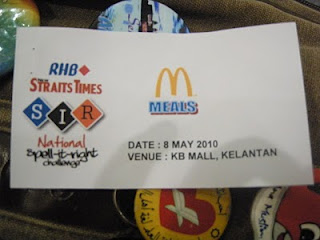 RHB
STRAITS TIMES
S I R
National
spell-it-right
challenge
M
MEALS
DATE : 8 MAY 2010
VENUE : KB MALL, KELANTAN